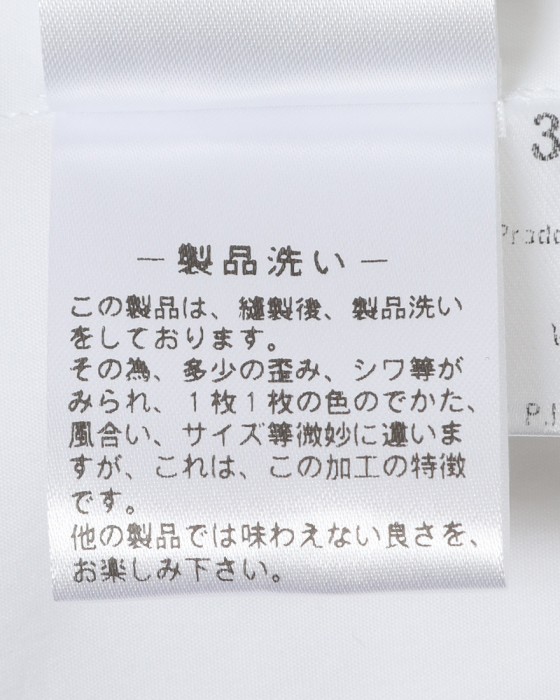 －製品洗い－
この製品は、縫製後、製品洗い
をしております。
その為、多少の歪み、シワ等が
みられ、１枚１枚の色のでかた、
風合い、サイズ等微妙に違いま
すが、これは、この加工の特徴
です。
他の製品では味わえない良さを、
お楽しみ下さい。
3